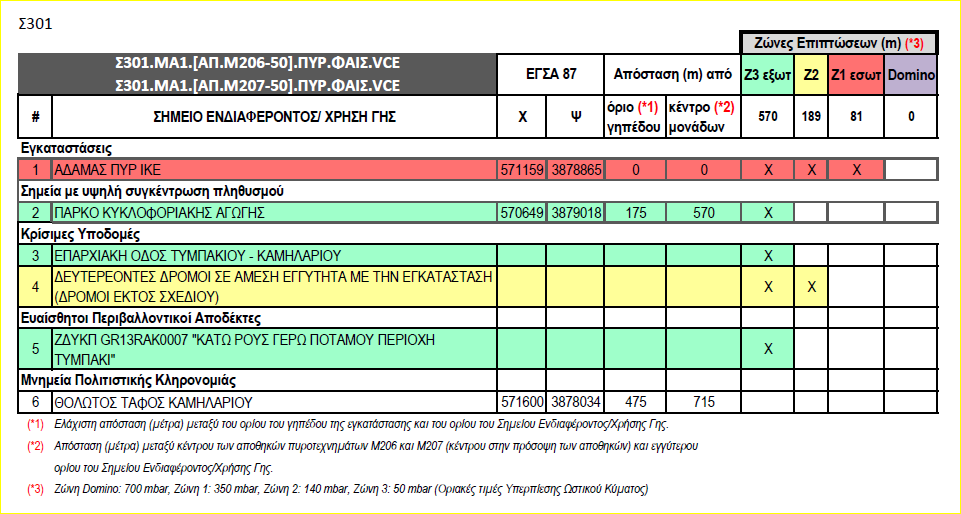 Σ301
Ζώνες Επιπτώσεων (m) (*3)
Σ301.ΜΑ1.[ΑΠ.Μ206-50].ΠΥΡ.ΦΑΙΣ.VCE
Σ301.ΜΑ1.[ΑΠ.Μ207-50].ΠΥΡ.ΦΑΙΣ.VCE
ΕΓΣΑ 87 Απόσταση (m) από Ζ3 εξωτ Ζ2 Ζ1 εσωτ Domino
# ΣΗΜΕΙΟ ΕΝΔΙΑΦΕΡΟΝΤΟΣ/ ΧΡΗΣΗ ΓΗΣ Χ Ψ όριο (*1) γηπέδου κέντρο (*2) μονάδων 570 189 81 0
Εγκαταστάσεις
1 ΑΔΑΜΑΣ ΠΥΡ ΙΚΕ 571159 3878865 0 0 Χ Χ Χ
Σημεία με υψηλή συγκέντρωση πληθυσμού
2 ΠΑΡΚΟ ΚΥΚΛΟΦΟΡΙΑΚΗΣ ΑΓΩΓΗΣ 570649 3879018 175 570 Χ
Κρίσιμες Υποδομές
3 ΕΠΑΡΧΙΑΚΗ ΟΔΟΣ ΤΥΜΠΑΚΙΟΥ - ΚΑΜΗΛΑΡΙΟΥ Χ
4 ΔΕΥΤΕΡΕΟΝΤΕΣ ΔΡΟΜΟΙ ΣΕ ΑΜΕΣΗ ΕΓΓΥΤΗΤΑ ΜΕ ΤΗΝ ΕΓΚΑΤΑΣΤΑΣΗ
(ΔΡΟΜΟΙ ΕΚΤΟΣ ΣΧΕΔΙΟΥ) Χ Χ
Ευαίσθητοι Περιβαλλοντικοί Αποδέκτες
5 ΖΔΥΚΠ GR13RAK0007 "ΚΑΤΩ ΡΟΥΣ ΓΕΡΩ ΠΟΤΑΜΟΥ ΠΕΡΙΟΧΗ
ΤΥΜΠΑΚΙ" Χ
Μνημεία Πολιτιστικής Κληρονομιάς
6 ΘΟΛΩΤΟΣ ΤΑΦΟΣ ΚΑΜΗΛΑΡΙΟΥ 571600 3878034 475 715
(*1) Ελάχιστη απόσταση (μέτρα) μεταξύ του ορίου του γηπέδου της εγκατάστασης και του ορίου του Σημείου Ενδιαφέροντος/Χρήσης Γης.
(*2) Απόσταση (μέτρα) μεταξύ κέντρου των αποθηκών πυροτεχνημάτων Μ206 και Μ207 (κέντρου στην πρόσοψη των αποθηκών) και εγγύτερου
ορίου του Σημείου Ενδιαφέροντος/Χρήσης Γης.
(*3) Ζώνη Domino: 700 mbar, Ζώνη 1: 350 mbar, Ζώνη 2: 140 mbar, Ζώνη 3: 50 mbar (Οριακές τιμές Υπερπίεσης Ωστικού Κύματος)